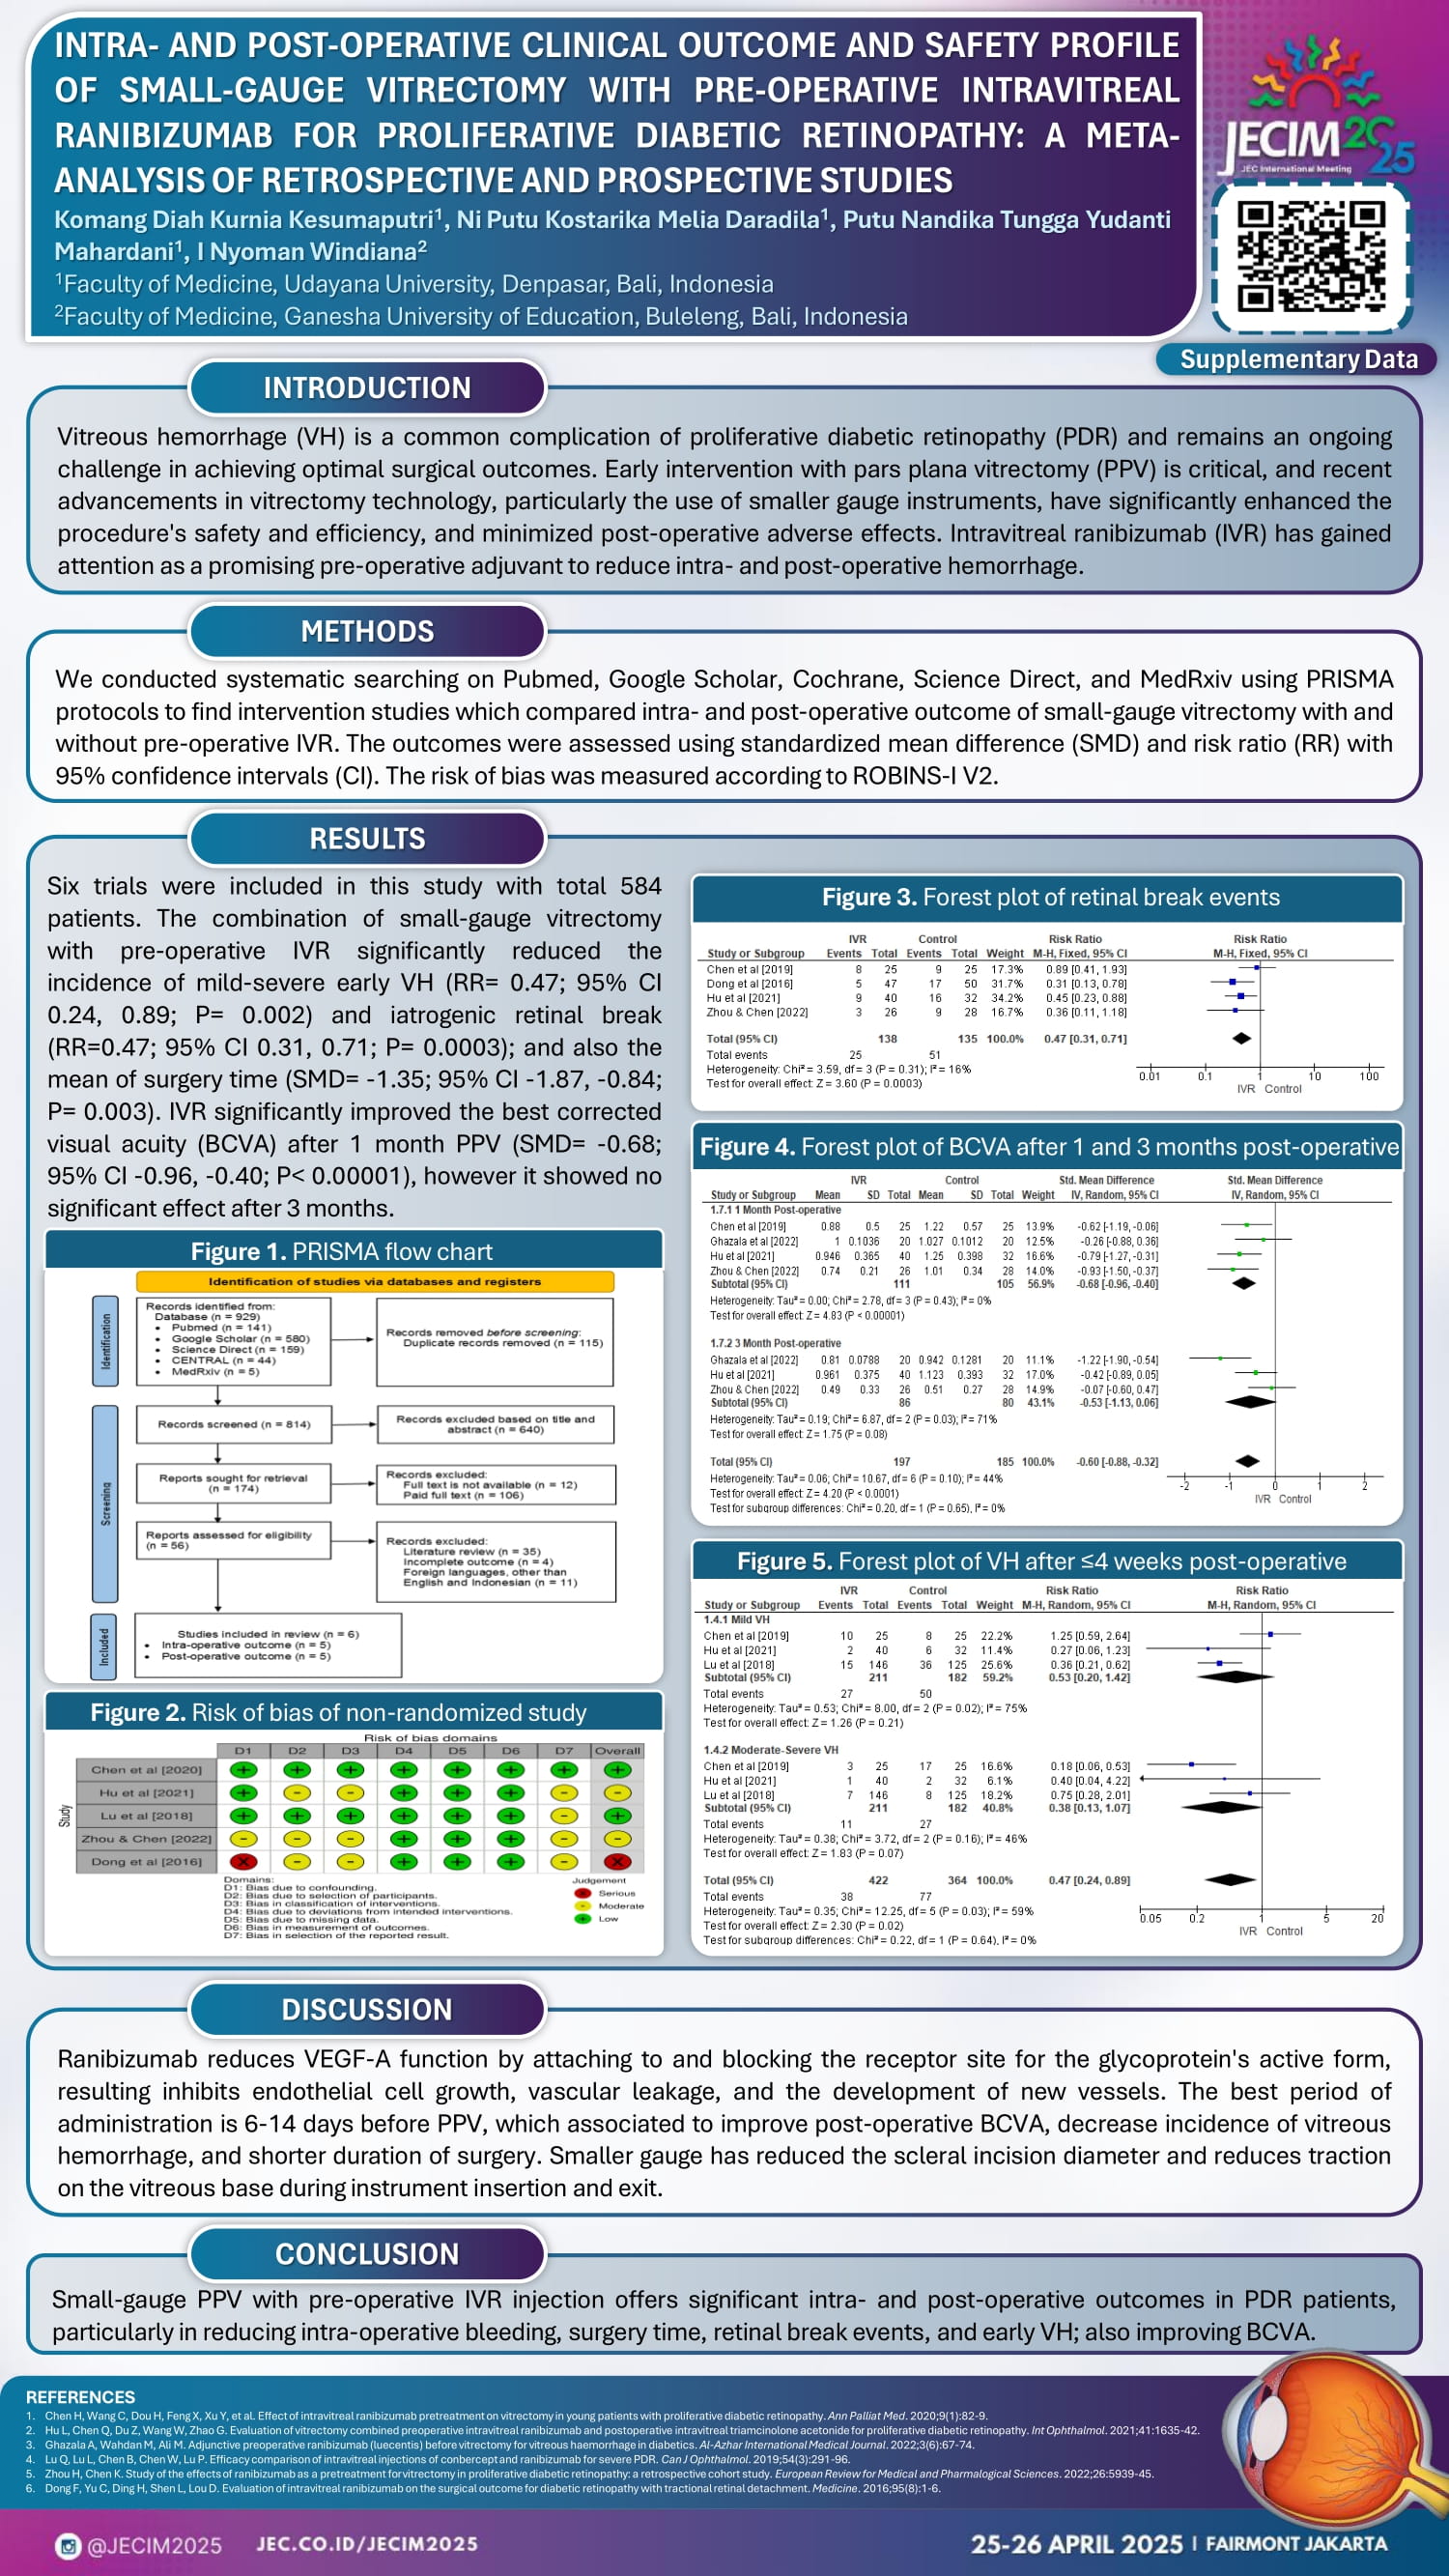 INTRA- AND POST-OPERATIVE CLINICAL OUTCOME AND SAFETY PROFILE
OF SMALL-GAUGE VITRECTOMY WITH PRE-OPERATIVE INTRAVITREAL
RANIBIZUMAB FOR PROLIFERATIVE DIABETIC RETINOPATHY: A META-
ANALYSIS OF RETROSPECTIVE AND PROSPECTIVE STUDIES
Komang Diah Kurnia Kesumaputri¹, Ni Putu Kostarika Melia Daradila¹, Putu Nandika Tungga Yudanti
Mahardani¹, I Nyoman Windiana²
¹Faculty of Medicine, Udayana University, Denpasar, Bali, Indonesia
²Faculty of Medicine, Ganesha University of Education, Buleleng, Bali, Indonesia
JECIM 2025
JEC International Meeting
Supplementary Data
INTRODUCTION
Vitreous hemorrhage (VH) is a common complication of proliferative diabetic retinopathy (PDR) and remains an ongoing
challenge in achieving optimal surgical outcomes. Early intervention with pars plana vitrectomy (PPV) is critical, and recent
advancements in vitrectomy technology, particularly the use of smaller gauge instruments, have significantly enhanced the
procedure's safety and efficiency, and minimized post-operative adverse effects. Intravitreal ranibizumab (IVR) has gained
attention as a promising pre-operative adjuvant to reduce intra- and post-operative hemorrhage.
METHODS
We conducted systematic searching on Pubmed, Google Scholar, Cochrane, Science Direct, and MedRxiv using PRISMA
protocols to find intervention studies which compared intra- and post-operative outcome of small-gauge vitrectomy with and
without pre-operative IVR. The outcomes were assessed using standardized mean difference (SMD) and risk ratio (RR) with
95% confidence intervals (CI). The risk of bias was measured according to ROBINS-I V2.
RESULTS
Six trials were included in this study with total 584
patients. The combination of small-gauge vitrectomy
with pre-operative IVR significantly reduced the
incidence of mild-severe early VH (RR= 0.47; 95% CI
0.24, 0.89; P= 0.002) and iatrogenic retinal break
(RR=0.47; 95% CI 0.31, 0.71; P= 0.0003); and also the
mean of surgery time (SMD= -1.35; 95% CI -1.87, -0.84;
P= 0.003). IVR significantly improved the best corrected
visual acuity (BCVA) after 1 month PPV (SMD= -0.68;
95% CI -0.96, -0.40; P< 0.00001), however it showed no
significant effect after 3 months.
Figure 1. PRISMA flow chart
Identification of studies via databases and registers
Identification
Records identified from:
Database (n = 929)
• Pubmed (n = 141)
• Google Scholar (n = 580)
• Science Direct (n = 159)
• CENTRAL (n = 44)
• MedRxiv (n = 5)
Records removed before screening:
Duplicate records removed (n = 115)
Screening
Records screened (n = 814)
Records excluded based on title and
abstract (n = 640)
Reports sought for retrieval
(n = 174)
Records excluded:
Full text is not available (n = 12)
Paid full text (n = 106)
Reports assessed for eligibility
(n = 56)
Records excluded:
Literature review (n = 35)
Incomplete outcome (n = 4)
Foreign languages, other than
English and Indonesian (n = 11)
Included
Studies included in review (n = 6)
• Intra-operative outcome (n = 5)
• Post-operative outcome (n = 5)
Figure 2. Risk of bias of non-randomized study
Risk of bias domains
D1 D2 D3 D4 D5 D6 D7 Overall
Study
Chen et al [2020] + + + + + + + +
Hu et al [2021] + - - + + + - -
Lu et al [2018] + + + + + + - +
Zhou & Chen [2022] - - - + + + - -
Dong et al [2016] X - - + + + - X
Domains:
D1: Bias due to confounding.
D2: Bias due to selection of participants.
D3: Bias in classification of interventions.
D4: Bias due to deviations from intended interventions.
D5: Bias due to missing data.
D6: Bias in measurement of outcomes.
D7: Bias in selection of the reported result.
Judgement
X Serious
- Moderate
+ Low
Figure 3. Forest plot of retinal break events
IVR Control Risk Ratio Risk Ratio
Study or Subgroup Events Total Events Total Weight M-H, Fixed, 95% CI M-H, Fixed, 95% CI
Chen et al [2019] 8 25 9 25 17.3% 0.89 [0.41, 1.93]
Dong et al [2016] 5 47 17 50 31.7% 0.31 [0.13, 0.78]
Hu et al [2021] 9 40 16 32 34.2% 0.45 [0.23, 0.88]
Zhou & Chen [2022] 3 26 9 28 16.7% 0.36 [0.11, 1.18]
Total (95% CI) 138 135 100.0% 0.47 [0.31, 0.71]
Total events 25 51
Heterogeneity: Chi² = 3.59, df = 3 (P = 0.31); I² = 16%
Test for overall effect: Z = 3.60 (P = 0.0003)
0.01 0.1 1 10 100
IVR Control
Figure 4. Forest plot of BCVA after 1 and 3 months post-operative
IVR Control Std. Mean Difference Std. Mean Difference
Study or Subgroup Mean SD Total Mean SD Total Weight IV, Random, 95% CI IV, Random, 95% CI
1.7.1 1 Month Post-operative
Chen et al [2019] 0.88 0.5 25 1.22 0.57 25 13.9% -0.62 [-1.19, -0.06]
Ghazala et al [2022] 1 0.1036 20 1.027 0.1012 20 12.5% -0.26 [-0.88, 0.36]
Hu et al [2021] 0.946 0.365 40 1.25 0.398 32 16.6% -0.79 [-1.27, -0.31]
Zhou & Chen [2022] 0.74 0.21 26 1.01 0.34 28 14.0% -0.93 [-1.50, -0.37]
Subtotal (95% CI) 111 105 56.9% -0.68 [-0.96, -0.40]
Heterogeneity: Tau² = 0.00; Chi² = 2.78, df = 3 (P = 0.43); I² = 0%
Test for overall effect: Z = 4.83 (P < 0.00001)
1.7.2 3 Month Post-operative
Ghazala et al [2022] 0.81 0.0788 20 0.942 0.1281 20 11.1% -1.22 [-1.90, -0.54]
Hu et al [2021] 0.961 0.375 40 1.123 0.393 32 17.0% -0.42 [-0.89, 0.05]
Zhou & Chen [2022] 0.49 0.33 26 0.51 0.27 28 14.9% -0.07 [-0.60, 0.47]
Subtotal (95% CI) 86 80 43.1% -0.53 [-1.13, 0.06]
Heterogeneity: Tau² = 0.19; Chi² = 6.87, df = 2 (P = 0.03); I² = 71%
Test for overall effect: Z = 1.75 (P = 0.08)
Total (95% CI) 197 185 100.0% -0.60 [-0.88, -0.32]
Heterogeneity: Tau² = 0.06; Chi² = 10.67, df = 6 (P = 0.10); I² = 44%
Test for overall effect: Z = 4.20 (P < 0.0001)
Test for subgroup differences: Chi² = 0.20, df = 1 (P = 0.65), I² = 0%
-2 -1 0 1 2
IVR Control
Figure 5. Forest plot of VH after ≤4 weeks post-operative
IVR Control Risk Ratio Risk Ratio
Study or Subgroup Events Total Events Total Weight M-H, Random, 95% CI M-H, Random, 95% CI
1.4.1 Mild VH
Chen et al [2019] 10 25 8 25 22.2% 1.25 [0.59, 2.64]
Hu et al [2021] 2 40 6 32 11.4% 0.27 [0.06, 1.23]
Lu et al [2018] 15 146 36 125 25.6% 0.36 [0.21, 0.62]
Subtotal (95% CI) 211 182 59.2% 0.53 [0.20, 1.42]
Total events 27 50
Heterogeneity: Tau² = 0.53; Chi² = 8.00, df = 2 (P = 0.02); I² = 75%
Test for overall effect: Z = 1.26 (P = 0.21)
1.4.2 Moderate-Severe VH
Chen et al [2019] 3 25 17 25 16.6% 0.18 [0.06, 0.53]
Hu et al [2021] 1 40 2 32 6.1% 0.40 [0.04, 4.22]
Lu et al [2018] 7 146 8 125 18.2% 0.75 [0.28, 2.01]
Subtotal (95% CI) 211 182 40.8% 0.38 [0.13, 1.07]
Total events 11 27
Heterogeneity: Tau² = 0.38; Chi² = 3.72, df = 2 (P = 0.16); I² = 46%
Test for overall effect: Z = 1.83 (P = 0.07)
Total (95% CI) 422 364 100.0% 0.47 [0.24, 0.89]
Total events 38 77
Heterogeneity: Tau² = 0.35; Chi² = 12.25, df = 5 (P = 0.03); I² = 59%
Test for overall effect: Z = 2.30 (P = 0.02)
Test for subgroup differences: Chi² = 0.22, df = 1 (P = 0.64), I² = 0%
0.05 0.2 1 5 20
IVR Control
DISCUSSION
Ranibizumab reduces VEGF-A function by attaching to and blocking the receptor site for the glycoprotein's active form,
resulting inhibits endothelial cell growth, vascular leakage, and the development of new vessels. The best period of
administration is 6-14 days before PPV, which associated to improve post-operative BCVA, decrease incidence of vitreous
hemorrhage, and shorter duration of surgery. Smaller gauge has reduced the scleral incision diameter and reduces traction
on the vitreous base during instrument insertion and exit.
CONCLUSION
Small-gauge PPV with pre-operative IVR injection offers significant intra- and post-operative outcomes in PDR patients,
particularly in reducing intra-operative bleeding, surgery time, retinal break events, and early VH; also improving BCVA.
REFERENCES
1. Chen H, Wang C, Dou H, Feng X, Xu Y, et al. Effect of intravitreal ranibizumab pretreatment on vitrectomy in young patients with proliferative diabetic retinopathy. Ann Palliat Med. 2020;9(1):82-9.
2. Hu L, Chen Q, Du Z, Wang W, Zhao G. Evaluation of vitrectomy combined preoperative intravitreal ranibizumab and postoperative intravitreal triamcinolone acetonide for proliferative diabetic retinopathy. Int Ophthalmol. 2021;41:1635-42.
3. Ghazala A, Wahdan M, Ali M. Adjunctive preoperative ranibizumab (luecentis) before vitrectomy for vitreous haemorrhage in diabetics. Al-Azhar International Medical Journal. 2022;3(6):67-74.
4. Lu Q, Lu L, Chen B, Chen W, Lu P. Efficacy comparison of intravitreal injections of conbercept and ranibizumab for severe PDR. Can J Ophthalmol. 2019;54(3):291-96.
5. Zhou H, Chen K. Study of the effects of ranibizumab as a pretreatment for vitrectomy in proliferative diabetic retinopathy: a retrospective cohort study. European Review for Medical and Pharmalogical Sciences. 2022;26:5939-45.
6. Dong F, Yu C, Ding H, Shen L, Lou D. Evaluation of intravitreal ranibizumab on the surgical outcome for diabetic retinopathy with tractional retinal detachment. Medicine. 2016;95(8):1-6.
@JECIM2025 JEC.CO.ID/JECIM2025 25-26 APRIL 2025 | FAIRMONT JAKARTA